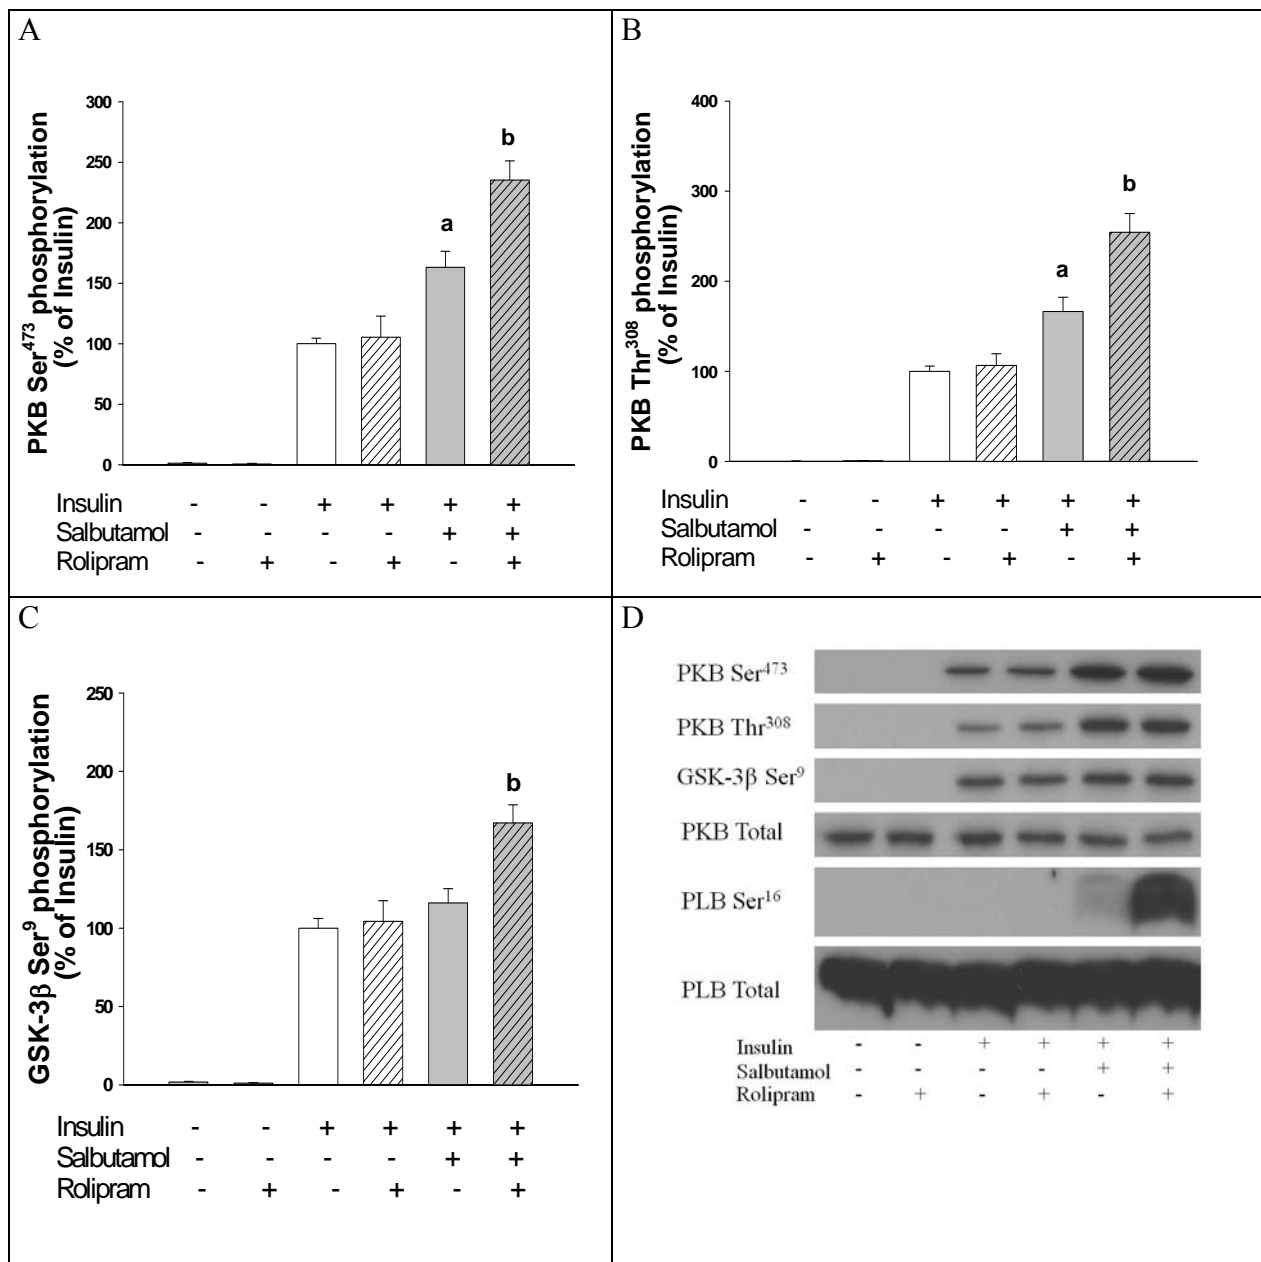 A
PKB Ser⁴⁷³ phosphorylation
(% of Insulin)
300
250
200
150
100
50
0
a
b
Insulin - - + + + +
Salbutamol - - - - + +
Rolipram - + - + - +
B
PKB Thr³⁰⁸ phosphorylation
(% of Insulin)
400
300
200
100
0
a
b
Insulin - - + + + +
Salbutamol - - - - + +
Rolipram - + - + - +
C
GSK-3β Ser⁹ phosphorylation
(% of Insulin)
250
200
150
100
50
0
b
Insulin - - + + + +
Salbutamol - - - - + +
Rolipram - + - + - +
D
PKB Ser⁴⁷³
PKB Thr³⁰⁸
GSK-3β Ser⁹
PKB Total
PLB Ser¹⁶
PLB Total
Insulin - - + + + +
Salbutamol - - - - + +
Rolipram - + - + - +